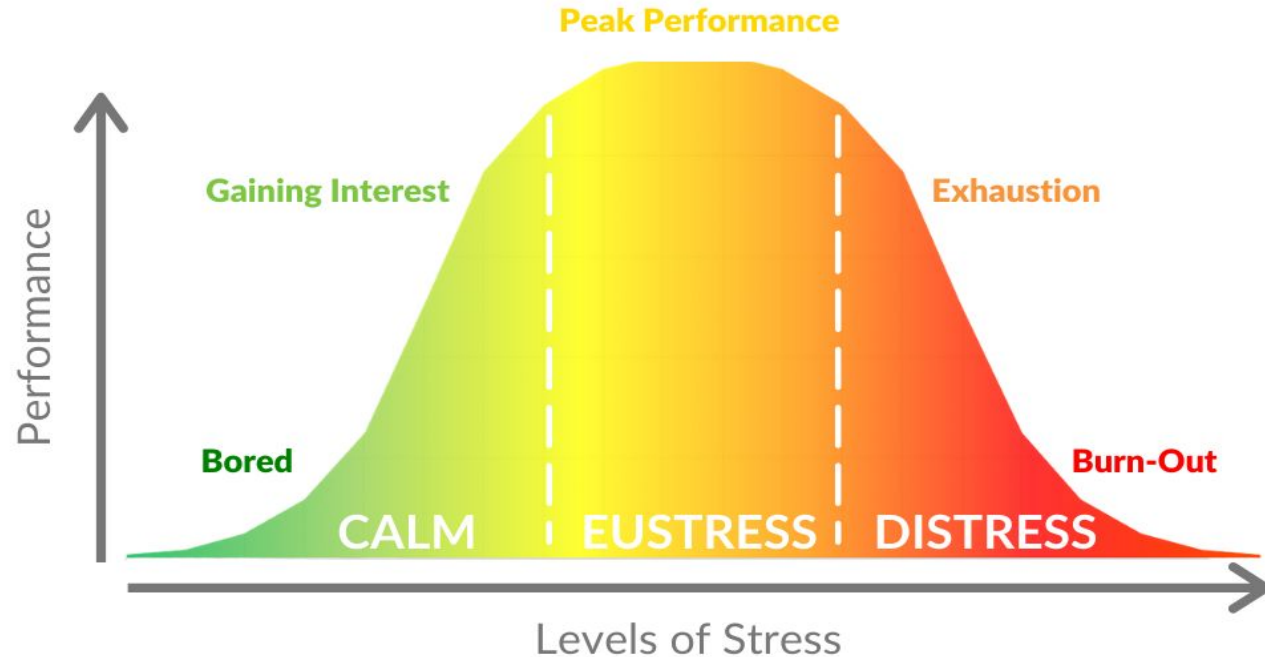 Peak Performance
Gaining Interest
Exhaustion
Performance
Bored
Burn-Out
CALM
EUSTRESS
DISTRESS
Levels of Stress